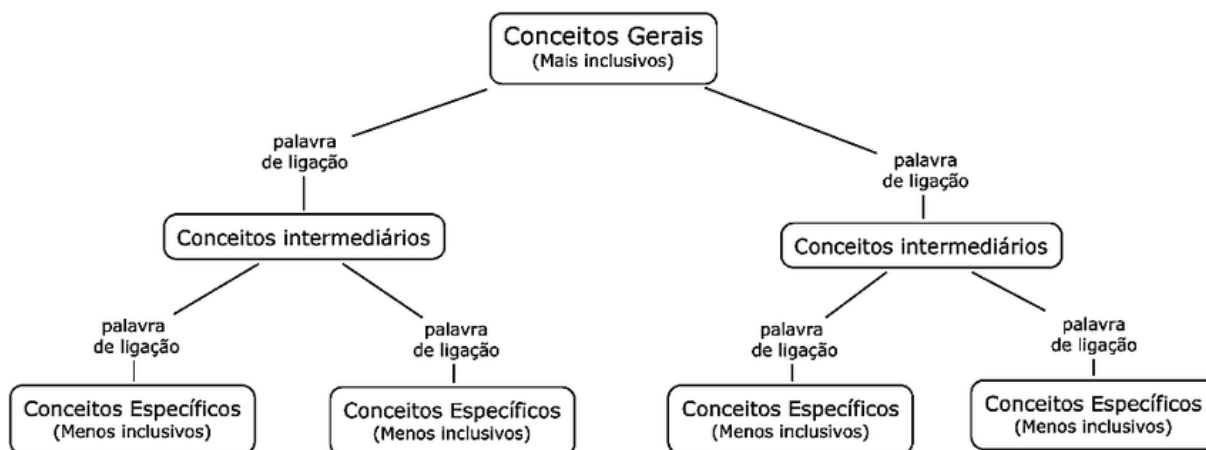 Conceitos Gerais
(Mais inclusivos)
palavra
de ligação
palavra
de ligação
Conceitos intermediários
Conceitos intermediários
palavra
de ligação
palavra
de ligação
palavra
de ligação
palavra
de ligação
Conceitos Específicos
(Menos inclusivos)
Conceitos Específicos
(Menos inclusivos)
Conceitos Específicos
(Menos inclusivos)
Conceitos Específicos
(Menos inclusivos)